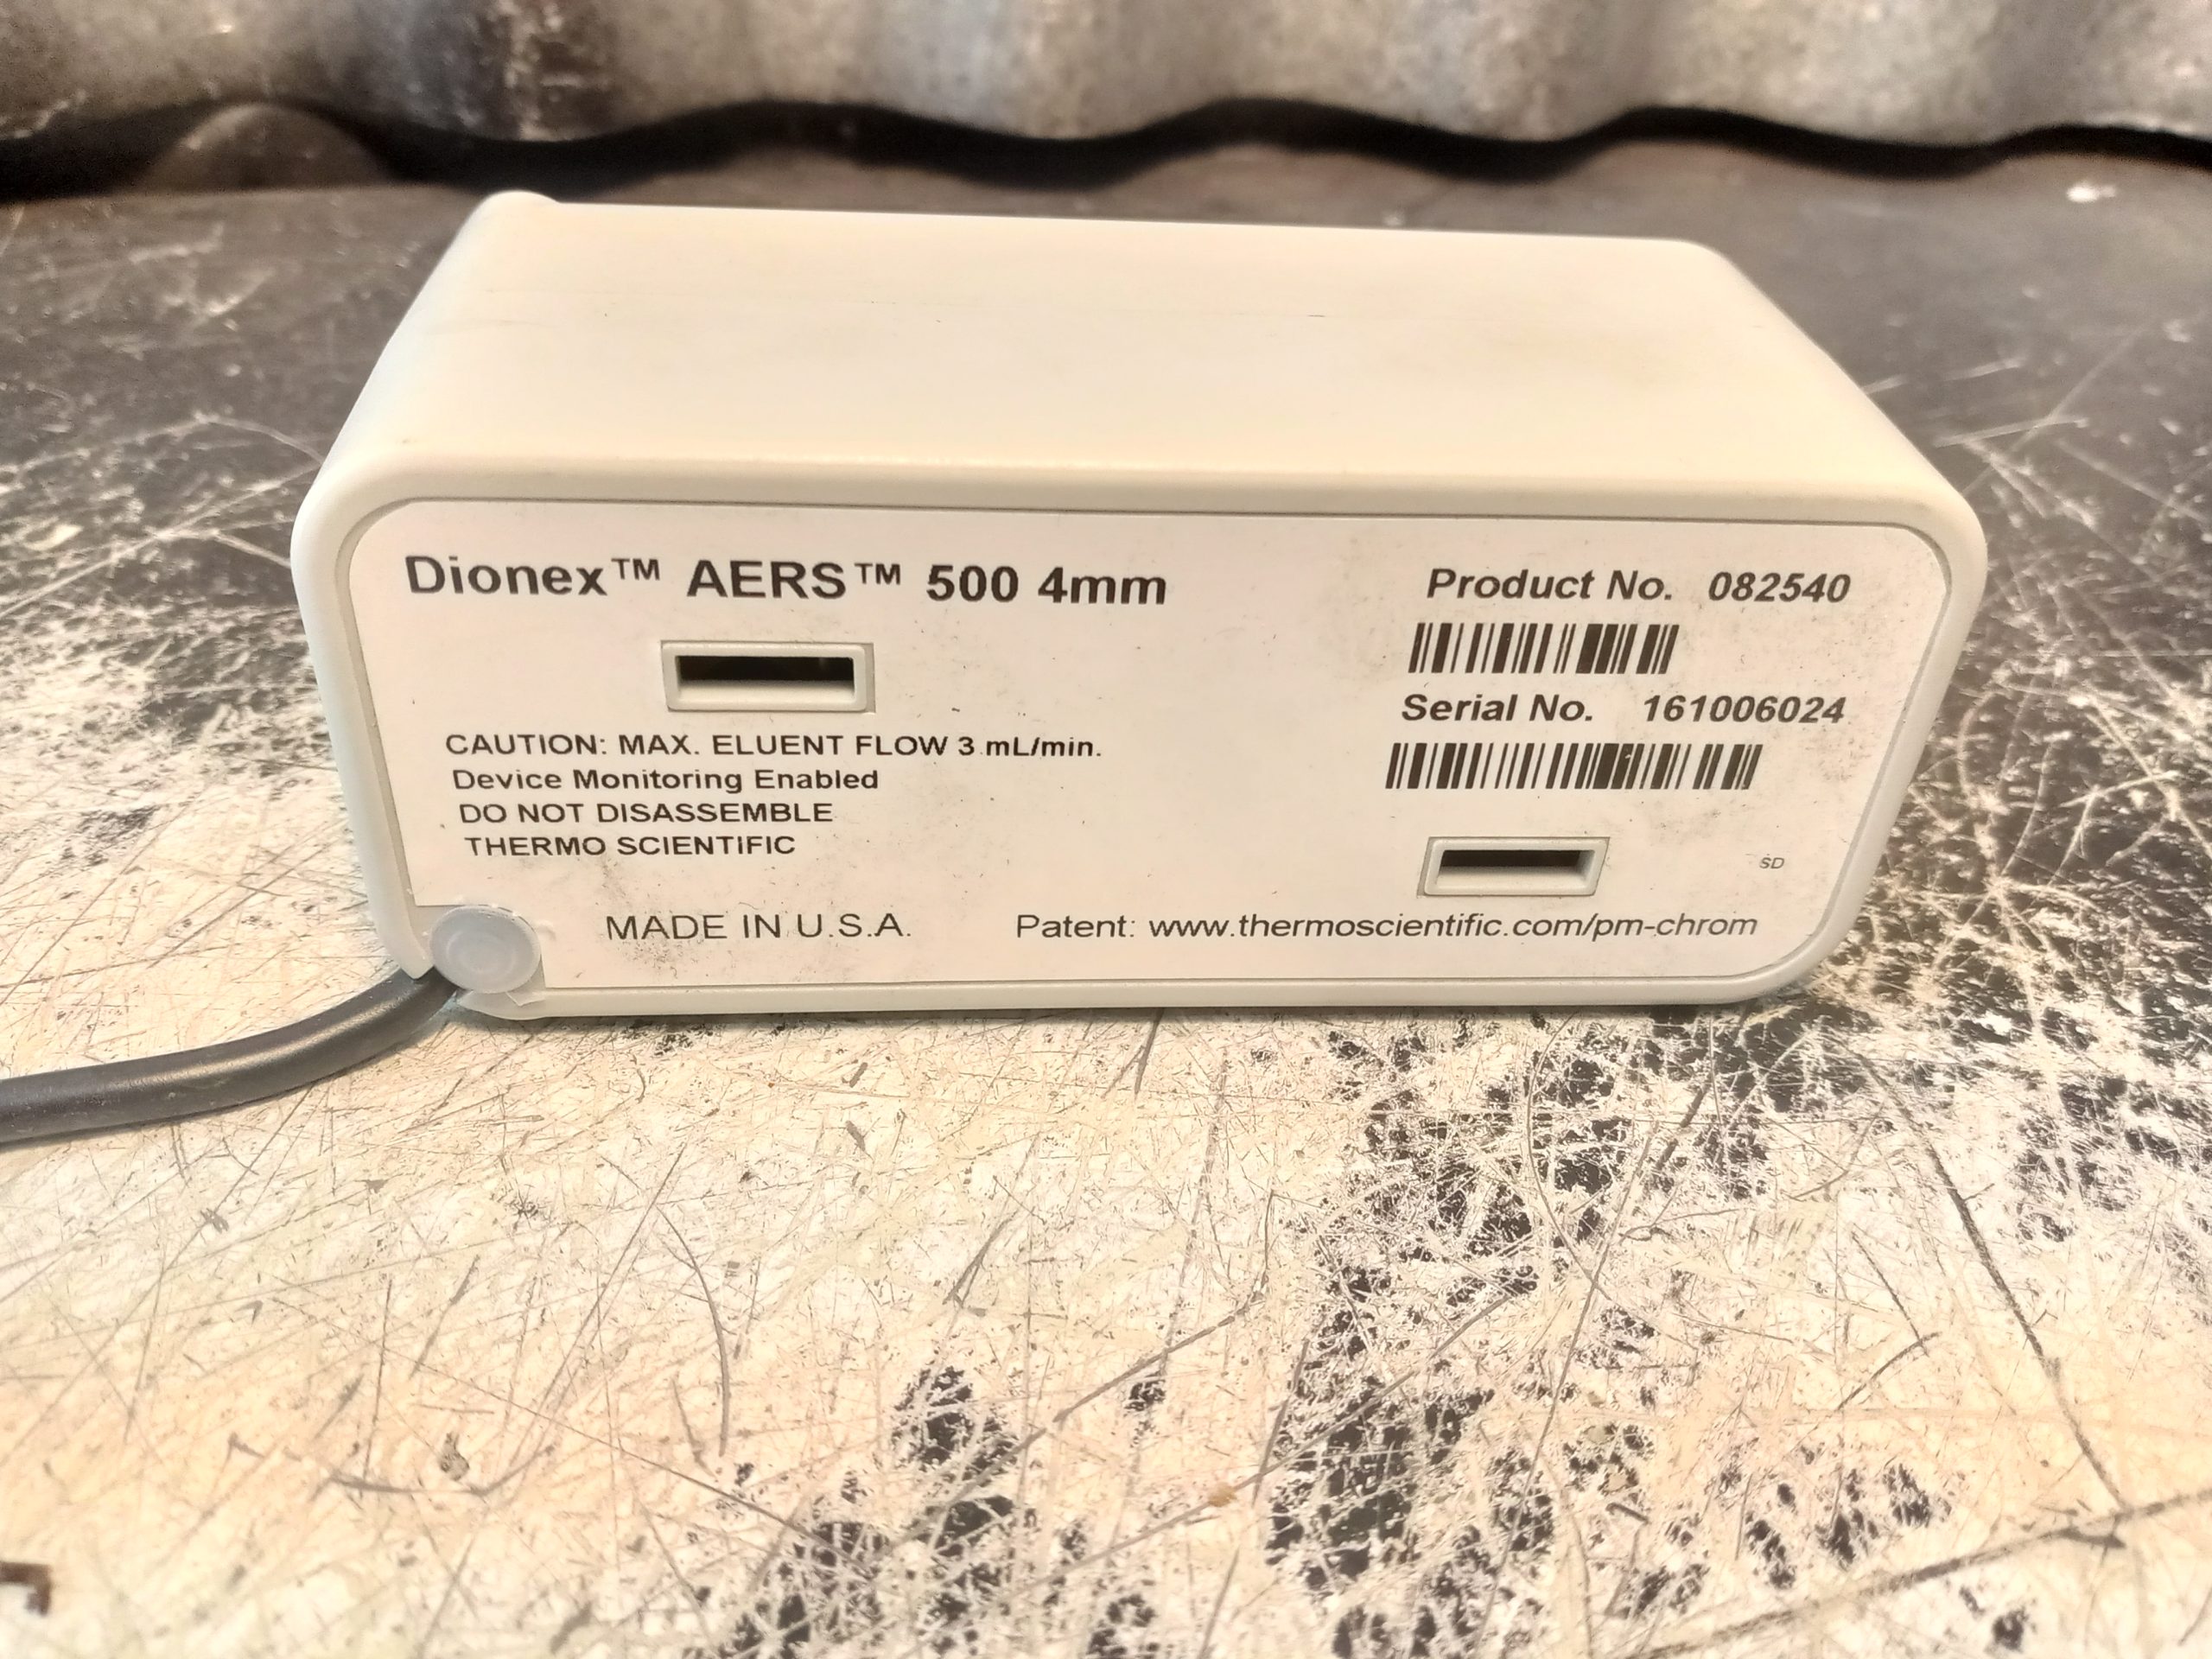 Dionex™ AERS™ 500 4mm
Product No. 082540
Serial No. 161006024
CAUTION: MAX. ELUENT FLOW 3 mL/min.
Device Monitoring Enabled
DO NOT DISASSEMBLE
THERMO SCIENTIFIC
SD
MADE IN U.S.A.
Patent: www.thermoscientific.com/pm-chrom